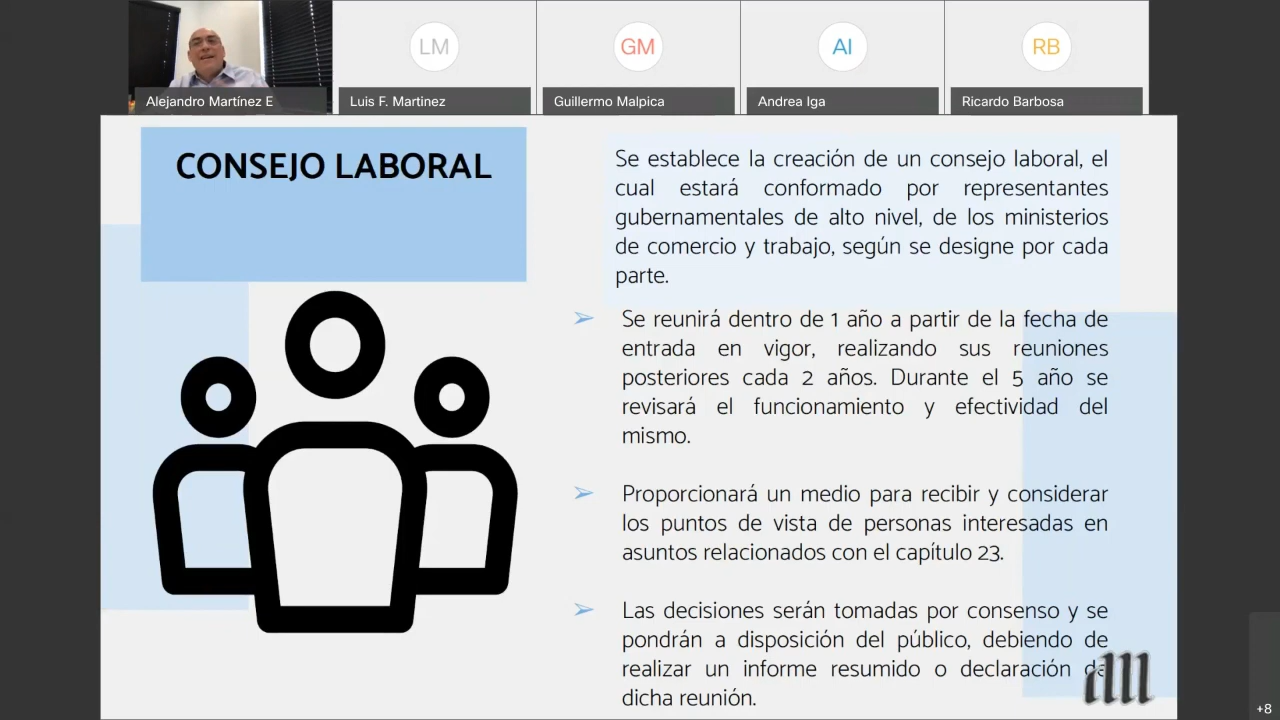 LM
GM
AI
RB
Alejandro Martínez E
Luis F. Martinez
Guillermo Malpica
Andrea Iga
Ricardo Barbosa
CONSEJO LABORAL
Se establece la creación de un consejo laboral, el
cual estará conformado por representantes
gubernamentales de alto nivel, de los ministerios
de comercio y trabajo, según se designe por cada
parte.
➢ Se reunirá dentro de 1 año a partir de la fecha de
entrada en vigor, realizando sus reuniones
posteriores cada 2 años. Durante el 5 año se
revisará el funcionamiento y efectividad del
mismo.
➢ Proporcionará un medio para recibir y considerar
los puntos de vista de personas interesadas en
asuntos relacionados con el capítulo 23.
➢ Las decisiones serán tomadas por consenso y se
pondrán a disposición del público, debiendo de
realizar un informe resumido o declaración de
dicha reunión.
+8